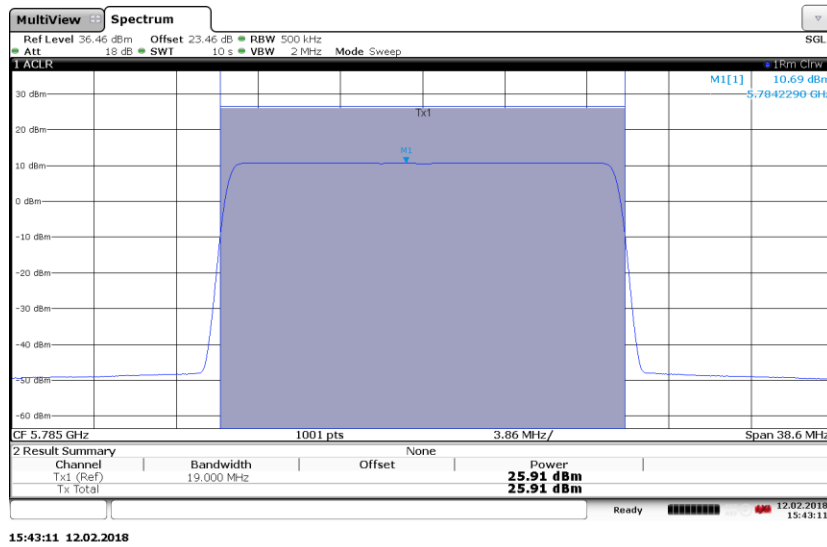 MultiView Spectrum
Ref Level 36.46 dBm Offset 23.46 dB RBW 500 kHz SGL
Att 18 dB SWT 10 s VBW 2 MHz Mode Sweep
1 ACLR 1Rm Clrw
M1[1] 10.69 dBm
5.7842290 GHz
30 dBm
Tx1
20 dBm
M1
10 dBm
0 dBm
-10 dBm
-20 dBm
-30 dBm
-40 dBm
-50 dBm
-60 dBm
CF 5.785 GHz 1001 pts 3.86 MHz/ Span 38.6 MHz
2 Result Summary None
Channel Bandwidth Offset Power
Tx1 (Ref) 19.000 MHz 25.91 dBm
Tx Total 25.91 dBm
Ready 12.02.2018
15:43:11
15:43:11 12.02.2018